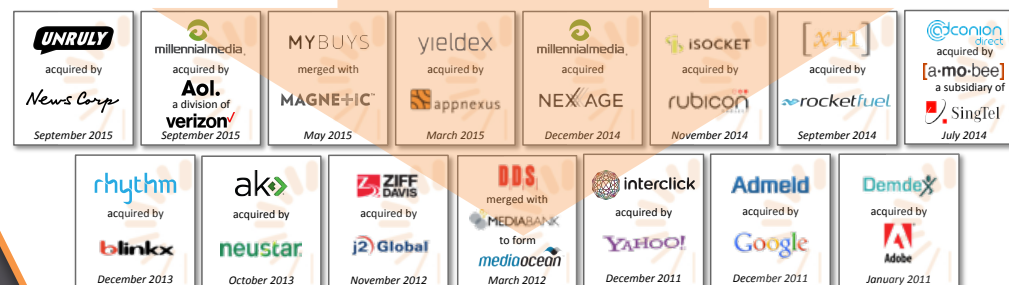 UNRULY
acquired by
News Corp
September 2015
millennialmedia.
acquired by
Aol.
a division of
verizon
September 2015
MYBUYS
merged with
MAGNETIC
May 2015
yieldex
acquired by
appnexus
March 2015
millennialmedia.
acquired
NEXAGE
December 2014
iSOCKET
acquired by
rubicon
November 2014
[x+1]
acquired by
rocketfuel
September 2014
adconion
direct
acquired by
[a•mo•bee]
a subsidiary of
SingTel
July 2014
rhythm
acquired by
blinkx
December 2013
ak
acquired by
neustar
October 2013
ZIFF
DAVIS
acquired by
j2 Global
November 2012
DDS
merged with
MEDIABANK
to form
mediaocean
March 2012
interclick
acquired by
YAHOO!
December 2011
Admeld
acquired by
Google
December 2011
Demdex
acquired by
Adobe
January 2011